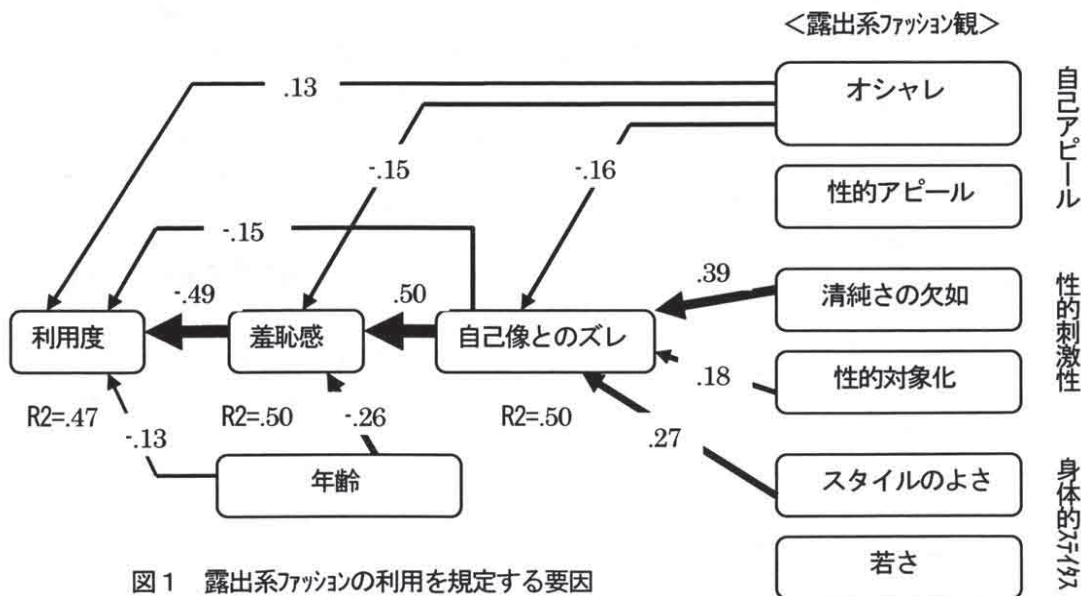 <露出系ファッション観>
オシャレ
自己アピール
.13
-.15
-.16
性的アピール
-.15
.39
清純さの欠如
性的刺激性
-.49
.50
利用度
羞恥感
自己像とのズレ
性的対象化
.18
R2=.47
R2=.50
-.26
R2=.50
-.13
.27
年齢
スタイルのよさ
身体的ステイタス
若さ
図1 露出系ファッションの利用を規定する要因